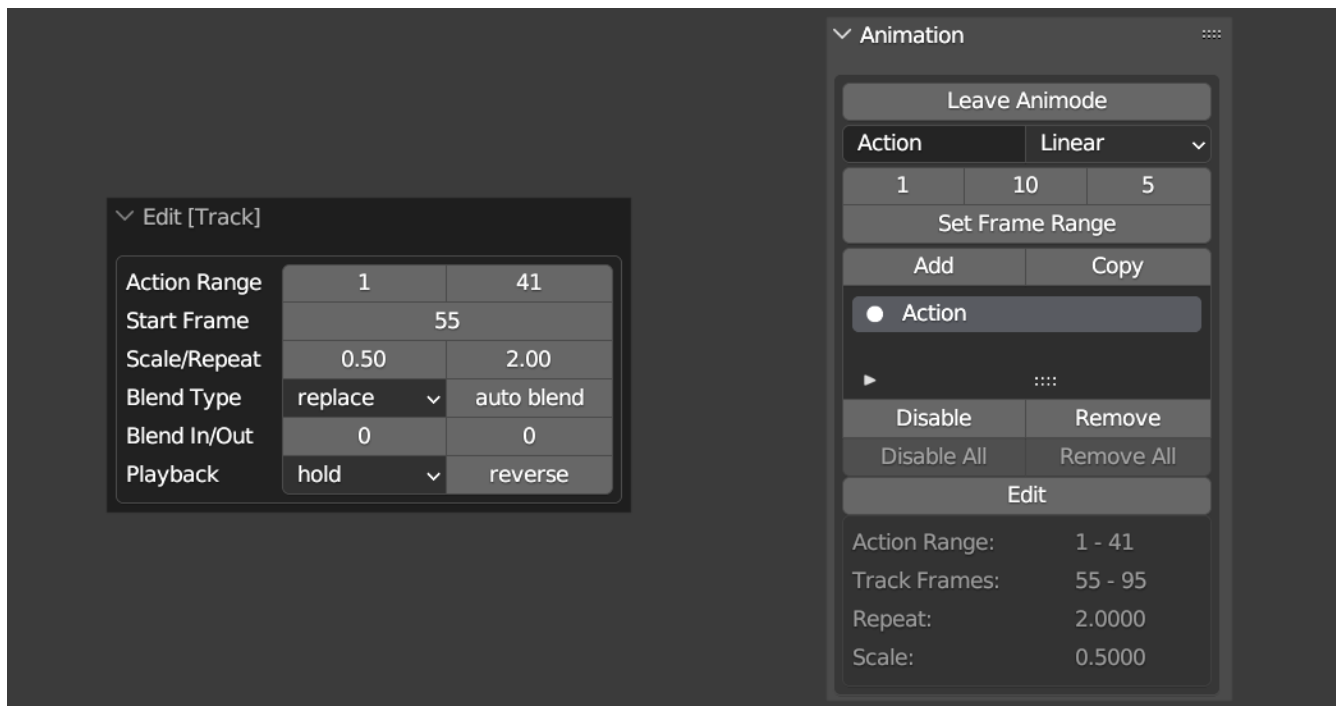 Edit [Track]
Action Range 1 41
Start Frame 55
Scale/Repeat 0.50 2.00
Blend Type replace auto blend
Blend In/Out 0 0
Playback hold reverse
Animation
Leave Animode
Action Linear
1 10 5
Set Frame Range
Add Copy
Action
Disable Remove
Disable All Remove All
Edit
Action Range: 1 - 41
Track Frames: 55 - 95
Repeat: 2.0000
Scale: 0.5000